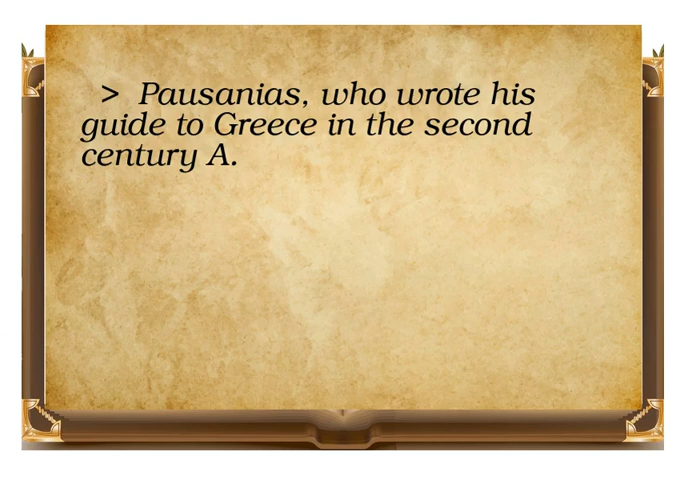 > Pausanias, who wrote his
guide to Greece in the second
century A.